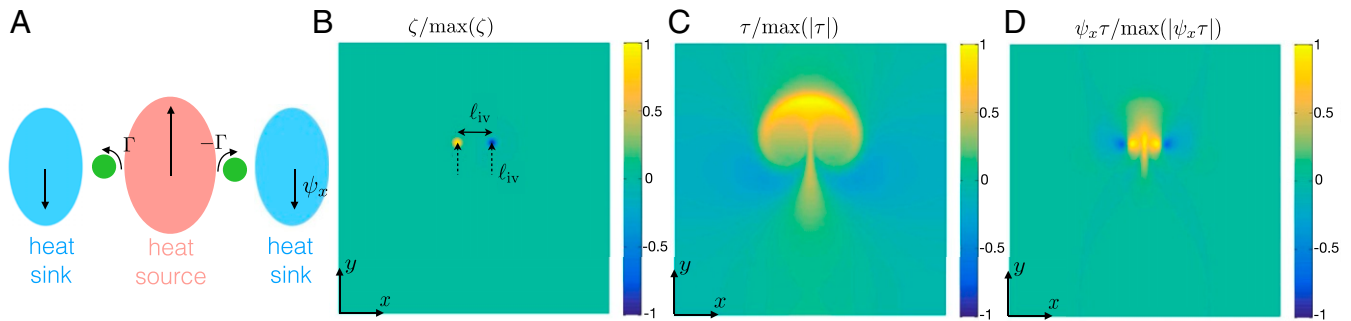 A
Γ
−Γ
ψx
heat sink
heat source
heat sink
B
ζ/max(ζ)
ℓiv
ℓiv
y
x
1
0.5
0
-0.5
-1
C
τ/max(|τ|)
y
x
1
0.5
0
-0.5
-1
D
ψxτ/max(|ψxτ|)
y
x
1
0.5
0
-0.5
-1